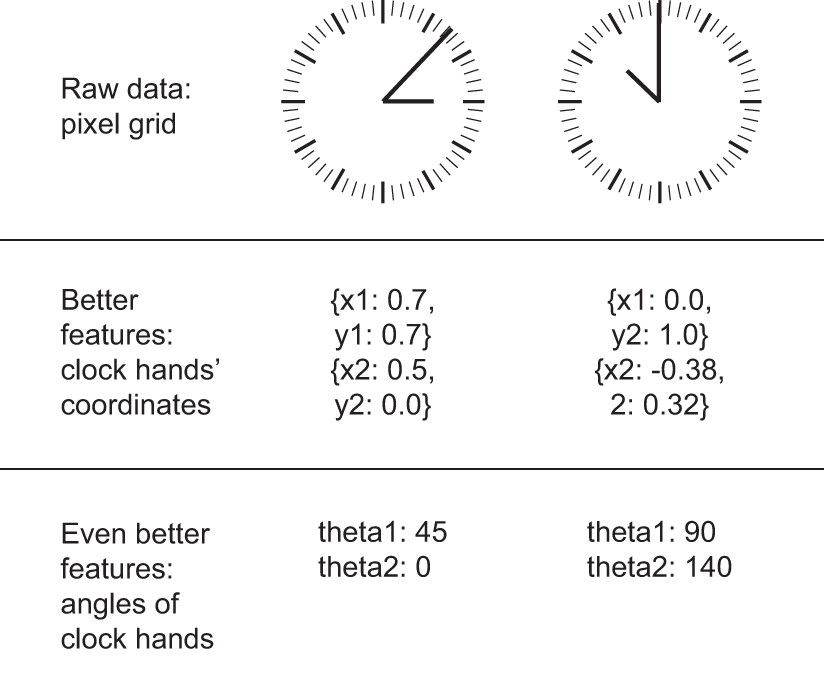 Raw data:
pixel grid
Better
features:
clock hands’
coordinates
{x1: 0.7,
y1: 0.7}
{x2: 0.5,
y2: 0.0}
{x1: 0.0,
y2: 1.0}
{x2: -0.38,
2: 0.32}
Even better
features:
angles of
clock hands
theta1: 45
theta2: 0
theta1: 90
theta2: 140